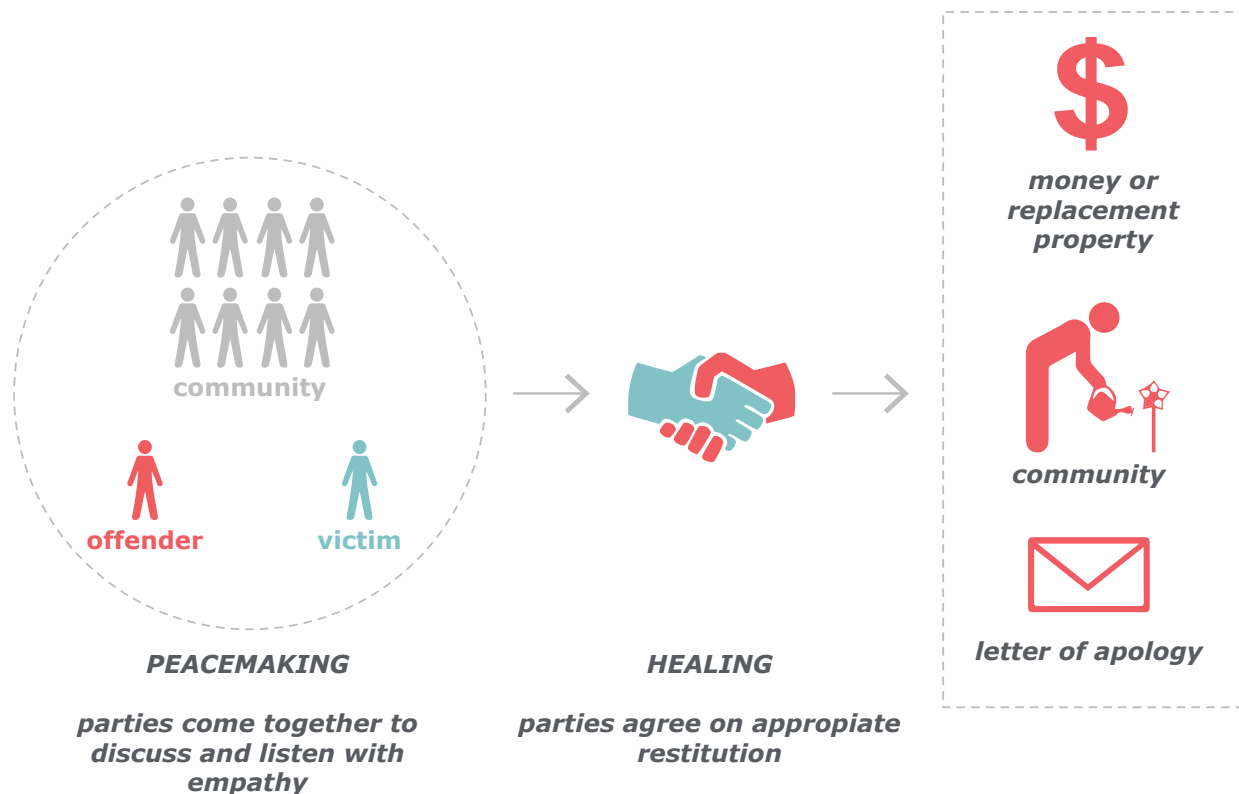 community
offender
victim
PEACEMAKING
parties come together to
discuss and listen with
empathy
HEALING
parties agree on appropiate
restitution
$
money or
replacement
property
community
letter of apology